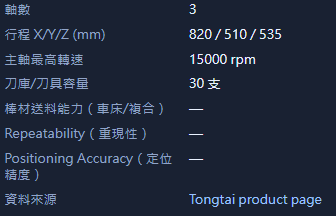 軸數 3
行程 X/Y/Z (mm) 820 / 510 / 535
主軸最高轉速 15000 rpm
刀庫/刀具容量 30 支
棒材送料能力（車床/複合） —
Repeatability（重現性） —
Positioning Accuracy（定位
精度） —
資料來源 Tongtai product page